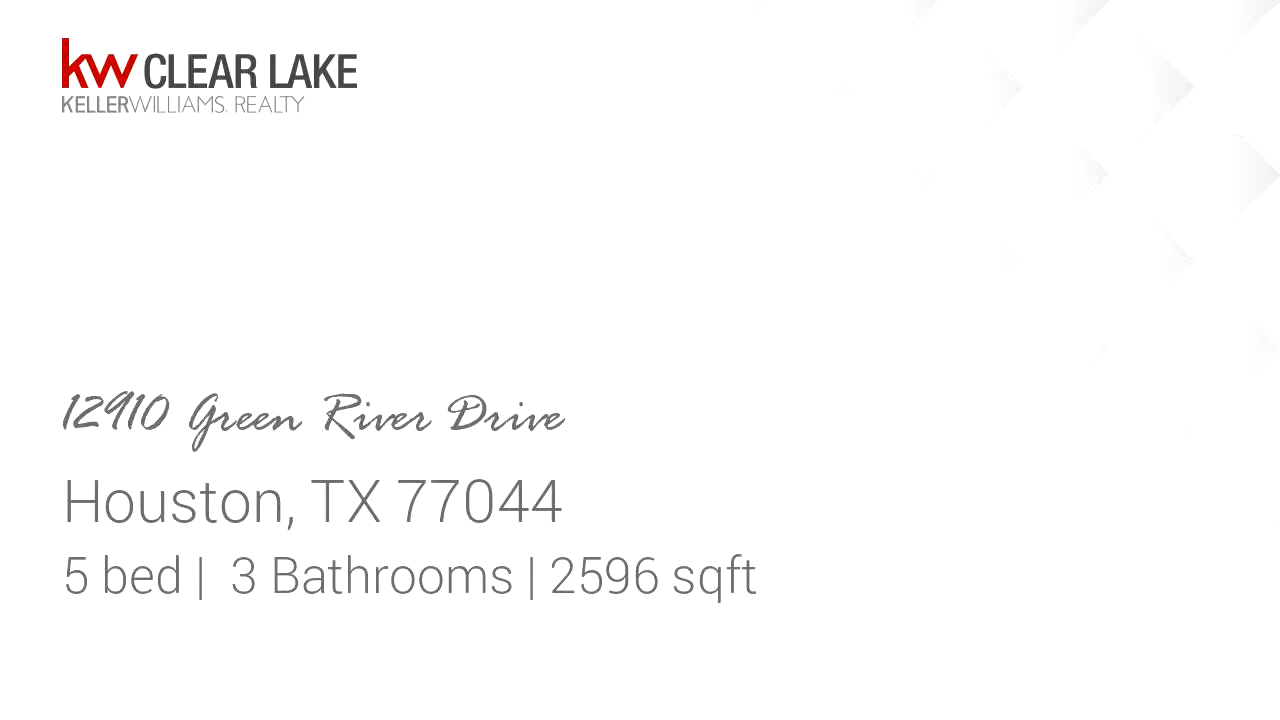 kw CLEAR LAKE
KELLERWILLIAMS. REALTY
12910 Green River Drive
Houston, TX 77044
5 bed | 3 Bathrooms | 2596 sqft